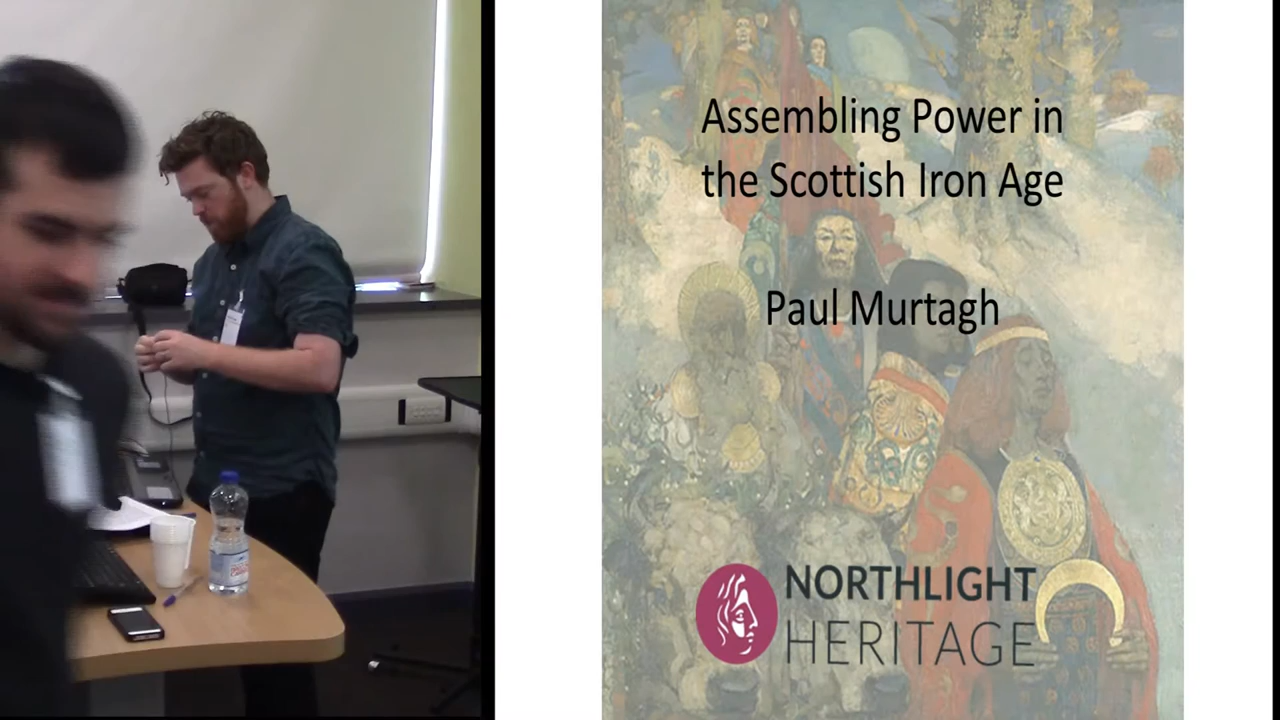 Assembling Power in
the Scottish Iron Age
Paul Murtagh
NORTHLIGHT
HERITAGE